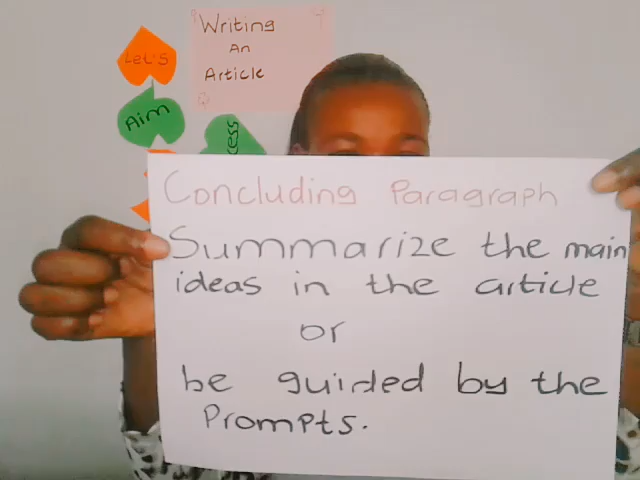 Writing
An
Article
Let's
Aim
Concluding Paragraph
Summarize the main
ideas in the article
or
be guided by the
Prompts.